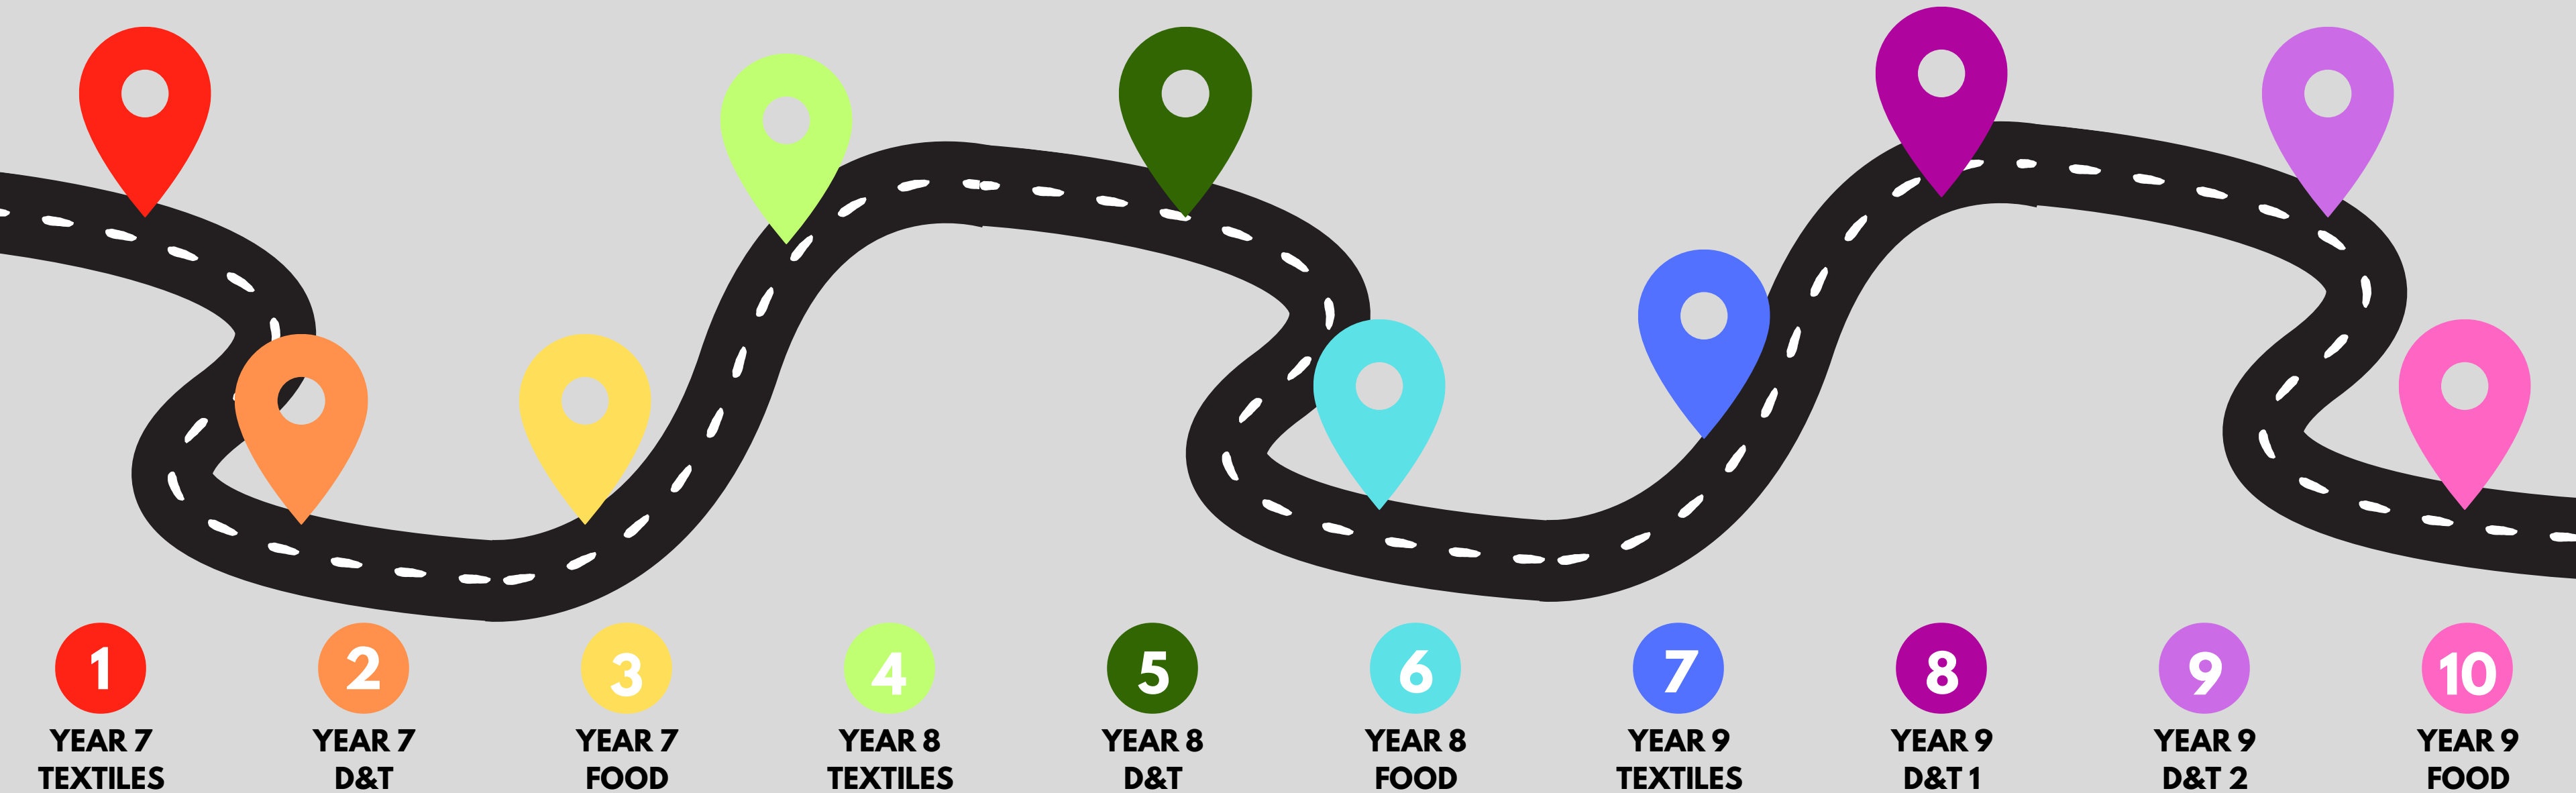 1 2 3 4 5 6 7 8 9 10
YEAR 7 YEAR 7 YEAR 7 YEAR 8 YEAR 8 YEAR 8 YEAR 9 YEAR 9 YEAR 9 YEAR 9
TEXTILES D&T FOOD TEXTILES D&T FOOD TEXTILES D&T 1 D&T 2 FOOD